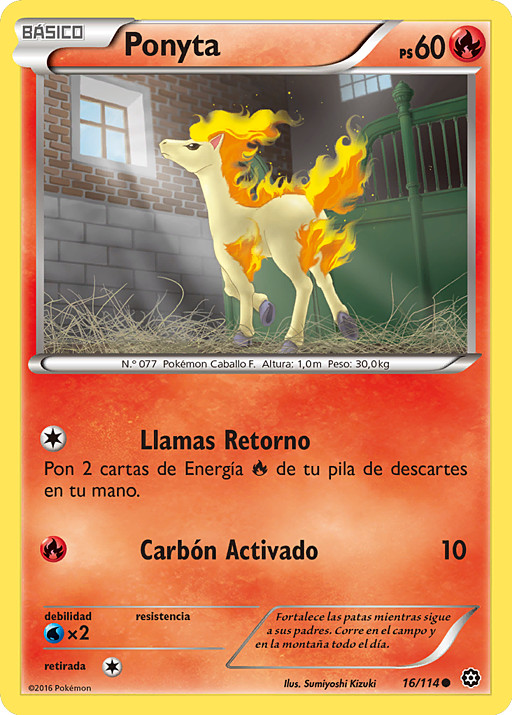 BÁSICO
Ponyta
PS60
N.º 077 Pokémon Caballo F. Altura: 1,0m Peso: 30,0kg
Llamas Retorno
Pon 2 cartas de Energía de tu pila de descartes
en tu mano.
Carbón Activado 10
debilidad resistencia
×2
retirada
Fortalece las patas mientras sigue
a sus padres. Corre en el campo y
en la montaña todo el día.
©2016 Pokémon
Ilus. Sumiyoshi Kizuki
16/114